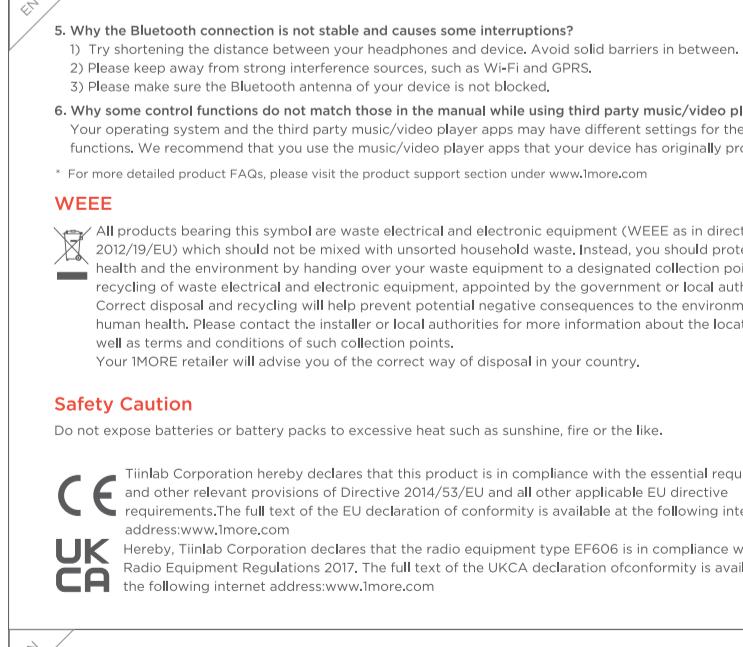 EN
5. Why the Bluetooth connection is not stable and causes some interruptions?
1) Try shortening the distance between your headphones and device. Avoid solid barriers in between.
2) Please keep away from strong interference sources, such as Wi-Fi and GPRS.
3) Please make sure the Bluetooth antenna of your device is not blocked.
6. Why some control functions do not match those in the manual while using third party music/video pl
Your operating system and the third party music/video player apps may have different settings for the
functions. We recommend that you use the music/video player apps that your device has originally pro
* For more detailed product FAQs, please visit the product support section under www.1more.com
WEEE
All products bearing this symbol are waste electrical and electronic equipment (WEEE as in direct
2012/19/EU) which should not be mixed with unsorted household waste. Instead, you should prote
health and the environment by handing over your waste equipment to a designated collection poi
recycling of waste electrical and electronic equipment, appointed by the government or local auth
Correct disposal and recycling will help prevent potential negative consequences to the environm
human health. Please contact the installer or local authorities for more information about the locat
well as terms and conditions of such collection points.
Your 1MORE retailer will advise you of the correct way of disposal in your country.
Safety Caution
Do not expose batteries or battery packs to excessive heat such as sunshine, fire or the like.
CE
Tiinlab Corporation hereby declares that this product is in compliance with the essential requi
and other relevant provisions of Directive 2014/53/EU and all other applicable EU directive
requirements.The full text of the EU declaration of conformity is available at the following inte
address:www.1more.com
UK
CA
Hereby, Tiinlab Corporation declares that the radio equipment type EF606 is in compliance w
Radio Equipment Regulations 2017. The full text of the UKCA declaration ofconformity is avail
the following internet address:www.1more.com